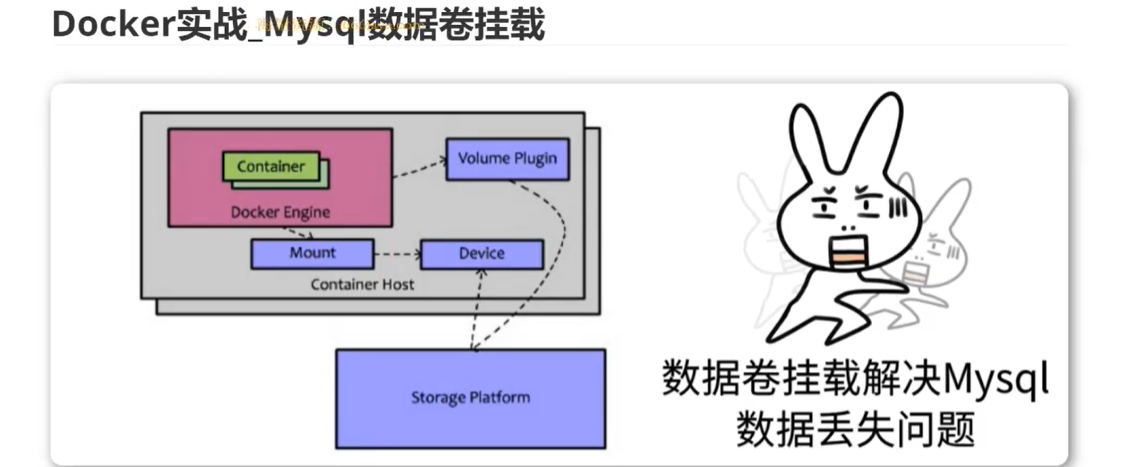 Docker实战_Mysql数据卷挂载
Container
Docker Engine
Volume Plugin
Mount
Device
Container Host
Storage Platform
数据卷挂载解决Mysql
数据丢失问题